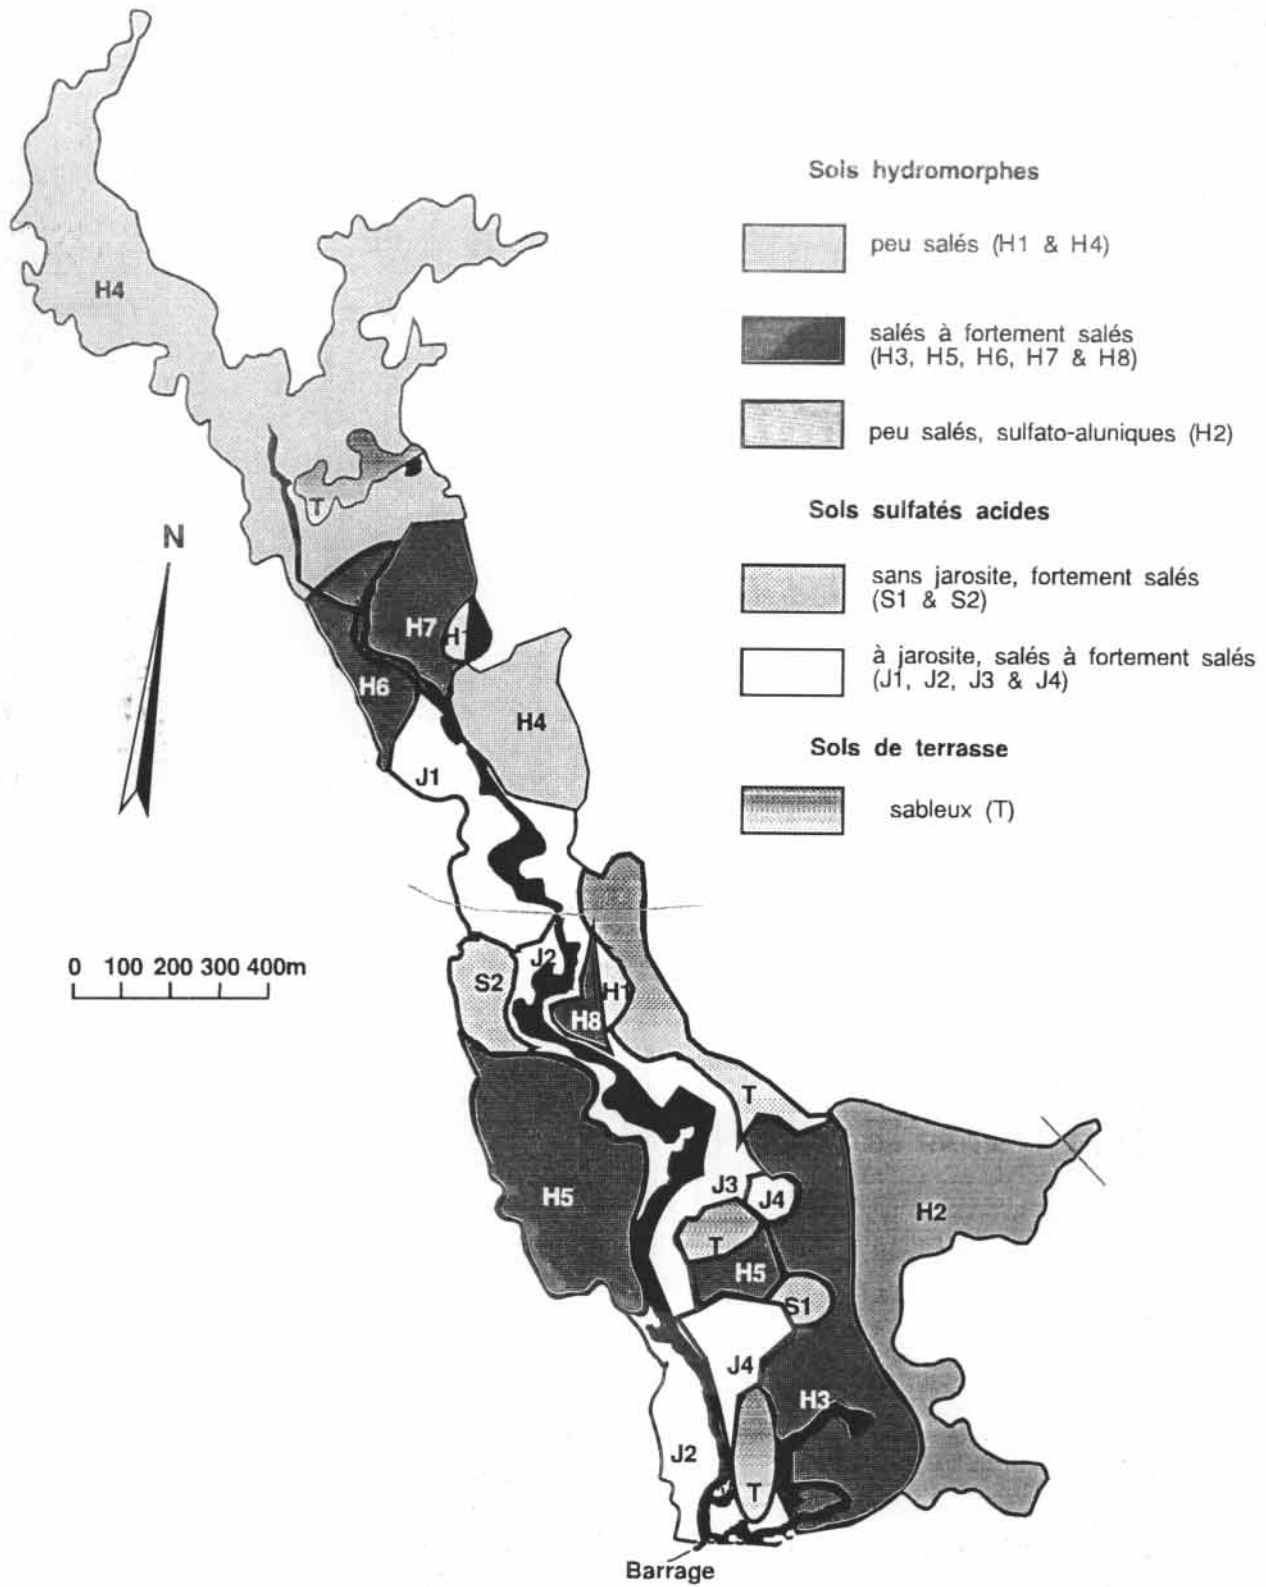 Sols hydromorphes
peu salés (H1 & H4)
salés à fortement salés
(H3, H5, H6, H7 & H8)
peu salés, sulfato-aluniques (H2)
Sols sulfatés acides
sans jarosite, fortement salés
(S1 & S2)
à jarosite, salés à fortement salés
(J1, J2, J3 & J4)
Sols de terrasse
sableux (T)
H4
T
N
H7
H1
H6
H4
J1
0 100 200 300 400m
S2
J2
H1
H8
T
H5
J3
J4
H2
T
H5
S1
J4
H3
J2
T
Barrage